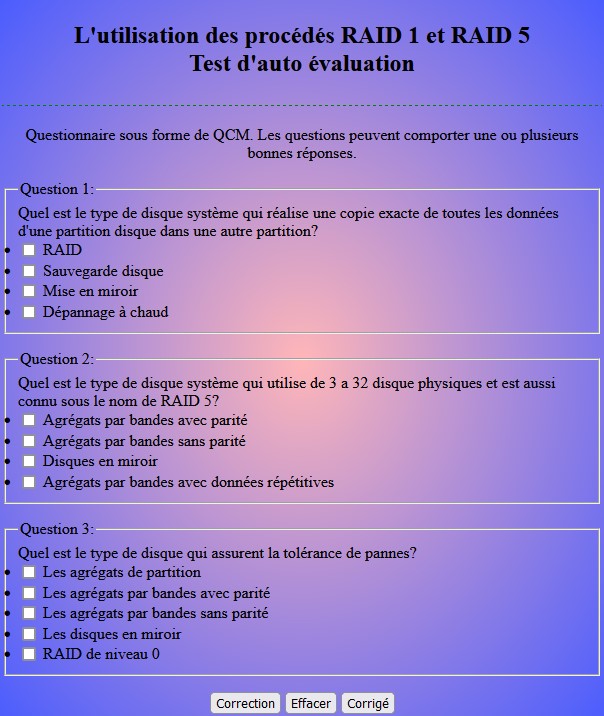 L'utilisation des procédés RAID 1 et RAID 5
Test d'auto évaluation
Questionnaire sous forme de QCM. Les questions peuvent comporter une ou plusieurs
bonnes réponses.
Question 1:
Quel est le type de disque système qui réalise une copie exacte de toutes les données
d'une partition disque dans une autre partition?
RAID
Sauvegarde disque
Mise en miroir
Dépannage à chaud
Question 2:
Quel est le type de disque système qui utilise de 3 a 32 disque physiques et est aussi
connu sous le nom de RAID 5?
Agrégats par bandes avec parité
Agrégats par bandes sans parité
Disques en miroir
Agrégats par bandes avec données répétitives
Question 3:
Quel est le type de disque qui assurent la tolérance de pannes?
Les agrégats de partition
Les agrégats par bandes avec parité
Les agrégats par bandes sans parité
Les disques en miroir
RAID de niveau 0
Correction Effacer Corrigé